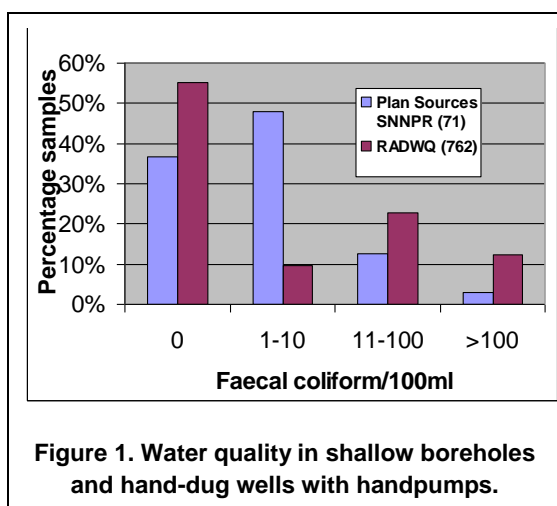 60%
50%
40%
30%
20%
10%
0%
Percentage samples
Plan Sources
SNNPR (71)
RADWQ (762)
0 1-10 11-100 >100
Faecal coliform/100ml
Figure 1. Water quality in shallow boreholes
and hand-dug wells with handpumps.